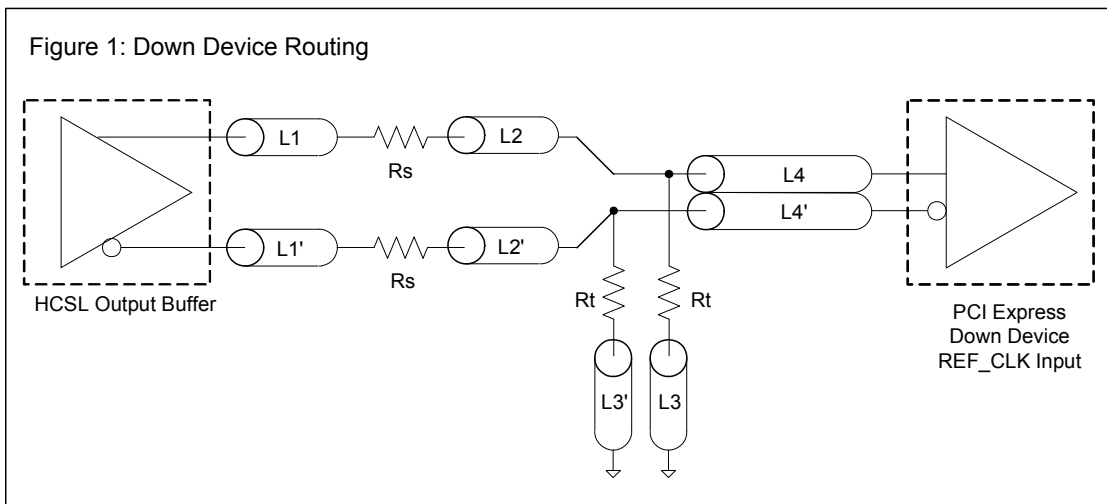 Figure 1: Down Device Routing
L1
Rs
L2
L4
L4'
L1'
Rs
L2'
HCSL Output Buffer
Rt
Rt
L3'
L3
PCI Express
Down Device
REF_CLK Input